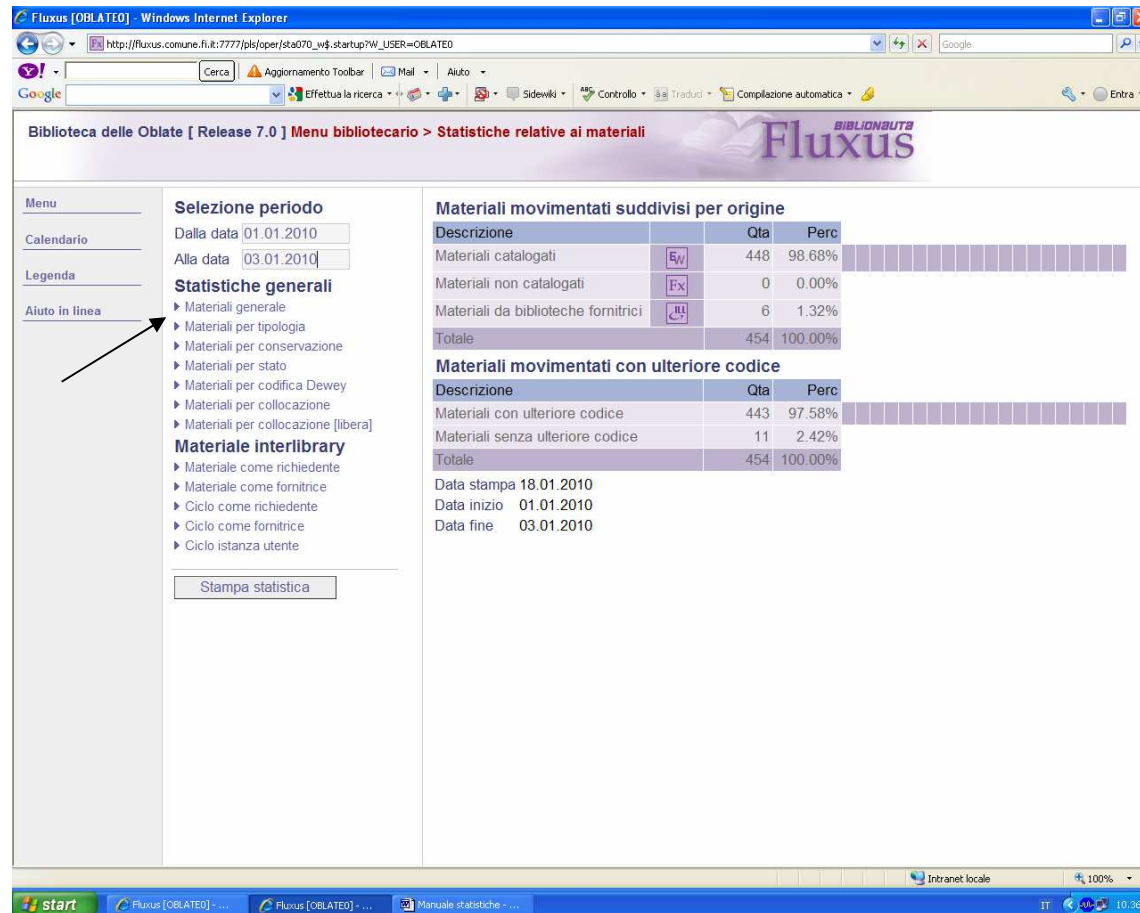 Fluxus [OBLATE0] - Windows Internet Explorer
http://fluxus.comune.fi.it:7777/pls/oper/sta070_w$.startup?W_USER=OBLATE0
Google
Cerca Aggiornamento Toolbar Mail Aiuto
Google Effettua la ricerca Sidewiki Controllo Traduci Compilazione automatica Entra
Biblioteca delle Oblate [ Release 7.0 ] Menu bibliotecario > Statistiche relative ai materiali
BIBLIONAUTA
Fluxus
Menu
Calendario
Legenda
Aiuto in linea
Selezione periodo
Dalla data 01.01.2010
Alla data 03.01.2010
Statistiche generali
Materiali generale
Materiali per tipologia
Materiali per conservazione
Materiali per stato
Materiali per codifica Dewey
Materiali per collocazione
Materiali per collocazione [libera]
Materiale interlibrary
Materiale come richiedente
Materiale come fornitrice
Ciclo come richiedente
Ciclo come fornitrice
Ciclo istanza utente
Stampa statistica
Materiali movimentati suddivisi per origine
Descrizione Qta Perc
Materiali catalogati EW 448 98.68%
Materiali non catalogati Fx 0 0.00%
Materiali da biblioteche fornitrici ILL 6 1.32%
Totale 454 100.00%
Materiali movimentati con ulteriore codice
Descrizione Qta Perc
Materiali con ulteriore codice 443 97.58%
Materiali senza ulteriore codice 11 2.42%
Totale 454 100.00%
Data stampa 18.01.2010
Data inizio 01.01.2010
Data fine 03.01.2010
Intranet locale 100%
start Fluxus [OBLATE0] - ... Fluxus [OBLATE0] - ... Manuale statistiche - ... IT 10.36